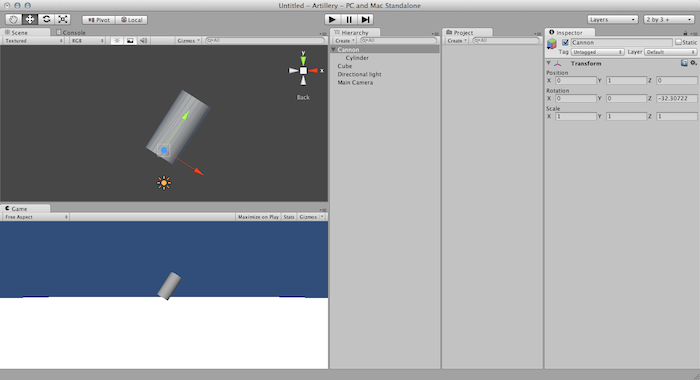 Untitled – Artillery – PC and Mac Standalone
Pivot Local Layers 2 by 3
Scene Console
Textured RGB Gizmos All
y
x
Back
Game
Free Aspect Maximize on Play Stats Gizmos
Hierarchy
Create All
Cannon
Cylinder
Cube
Directional light
Main Camera
Project
Create All
Inspector
Cannon Static
Tag Untagged Layer Default
Transform
Position
X 0 Y 1 Z 0
Rotation
X 0 Y 0 Z -32.30722
Scale
X 1 Y 1 Z 1